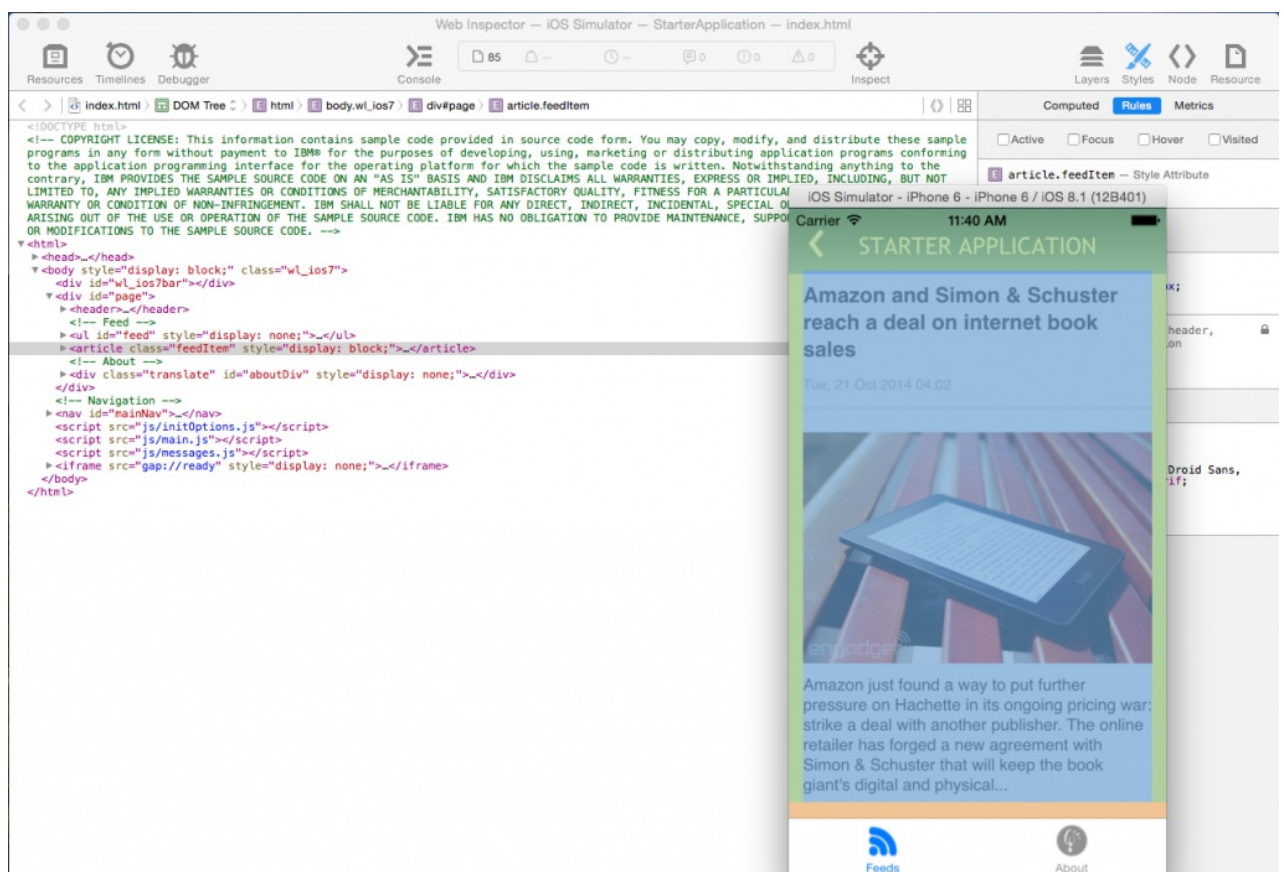 Web Inspector — iOS Simulator — StarterApplication — index.html
Resources Timelines Debugger Console 85 — — 0 0 0 Inspect Layers Styles Node Resource
index.html DOM Tree E html E body.wl_ios7 E div#page E article.feedItem
Computed Rules Metrics
Active Focus Hover Visited
E article.feedItem — Style Attribute
<!DOCTYPE html>
<!-- COPYRIGHT LICENSE: This information contains sample code provided in source code form. You may copy, modify, and distribute these sample
programs in any form without payment to IBM® for the purposes of developing, using, marketing or distributing application programs conforming
to the application programming interface for the operating platform for which the sample code is written. Notwithstanding anything to the
contrary, IBM PROVIDES THE SAMPLE SOURCE CODE ON AN "AS IS" BASIS AND IBM DISCLAIMS ALL WARRANTIES, EXPRESS OR IMPLIED, INCLUDING, BUT NOT
LIMITED TO, ANY IMPLIED WARRANTIES OR CONDITIONS OF MERCHANTABILITY, SATISFACTORY QUALITY, FITNESS FOR A PARTICULA
WARRANTY OR CONDITION OF NON-INFRINGEMENT. IBM SHALL NOT BE LIABLE FOR ANY DIRECT, INDIRECT, INCIDENTAL, SPECIAL O
ARISING OUT OF THE USE OR OPERATION OF THE SAMPLE SOURCE CODE. IBM HAS NO OBLIGATION TO PROVIDE MAINTENANCE, SUPPO
OR MODIFICATIONS TO THE SAMPLE SOURCE CODE. -->
<html>
<head>…</head>
<body style="display: block;" class="wl_ios7">
<div id="wl_ios7bar"></div>
<div id="page">
<header>…</header>
<!-- Feed -->
<ul id="feed" style="display: none;">…</ul>
<article class="feedItem" style="display: block;">…</article>
<!-- About -->
<div class="translate" id="aboutDiv" style="display: none;">…</div>
</div>
<!-- Navigation -->
<nav id="mainNav">…</nav>
<script src="js/initOptions.js"></script>
<script src="js/main.js"></script>
<script src="js/messages.js"></script>
<iframe src="gap://ready" style="display: none;">…</iframe>
</body>
</html>
iOS Simulator - iPhone 6 - iPhone 6 / iOS 8.1 (12B401)
Carrier 11:40 AM
STARTER APPLICATION
Amazon and Simon & Schuster
reach a deal on internet book
sales
Tue, 21 Oct 2014 04:02
engadget
Amazon just found a way to put further
pressure on Hachette in its ongoing pricing war:
strike a deal with another publisher. The online
retailer has forged a new agreement with
Simon & Schuster that will keep the book
giant's digital and physical...
Feeds About
x;
header,
on
Droid Sans,
if;